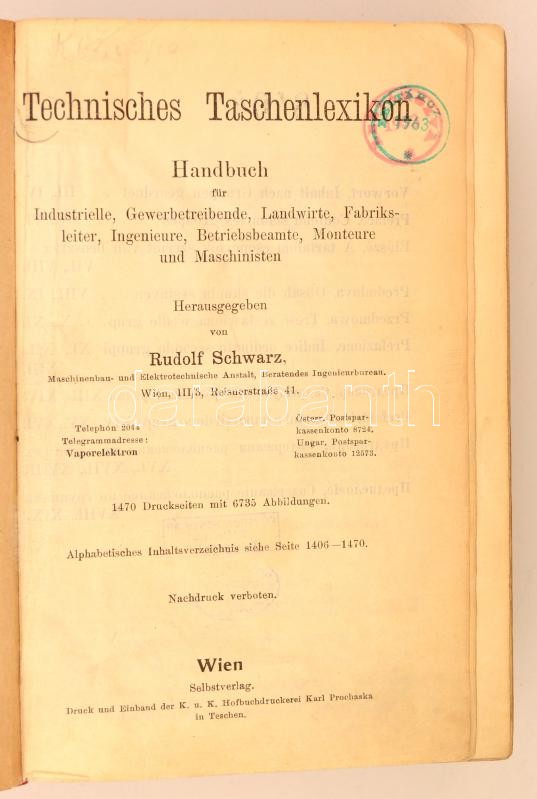 Technisches Taschenlexikon
1963
Handbuch
für
Industrielle, Gewerbetreibende, Landwirte, Fabriks-
leiter, Ingenieure, Betriebsbeamte, Monteure
und Maschinisten
Herausgegeben
von
Rudolf Schwarz,
Maschinenbau- und Elektrotechnische Anstalt, Beratendes Ingenieurbureau.
Wien, III/3, Reisnerstraße 41.
darabanth
Telephon 2044
Telegrammadresse:
Vaporelektron
Österr. Postspar-
kassenkonto 8724.
Ungar. Postspar-
kassenkonto 12573.
1470 Druckseiten mit 6735 Abbildungen.
Alphabetisches Inhaltsverzeichnis siehe Seite 1406—1470.
Nachdruck verboten.
Wien
Selbstverlag.
Druck und Einband der K. u. K. Hofbuchdruckerei Karl Prochaska
in Teschen.